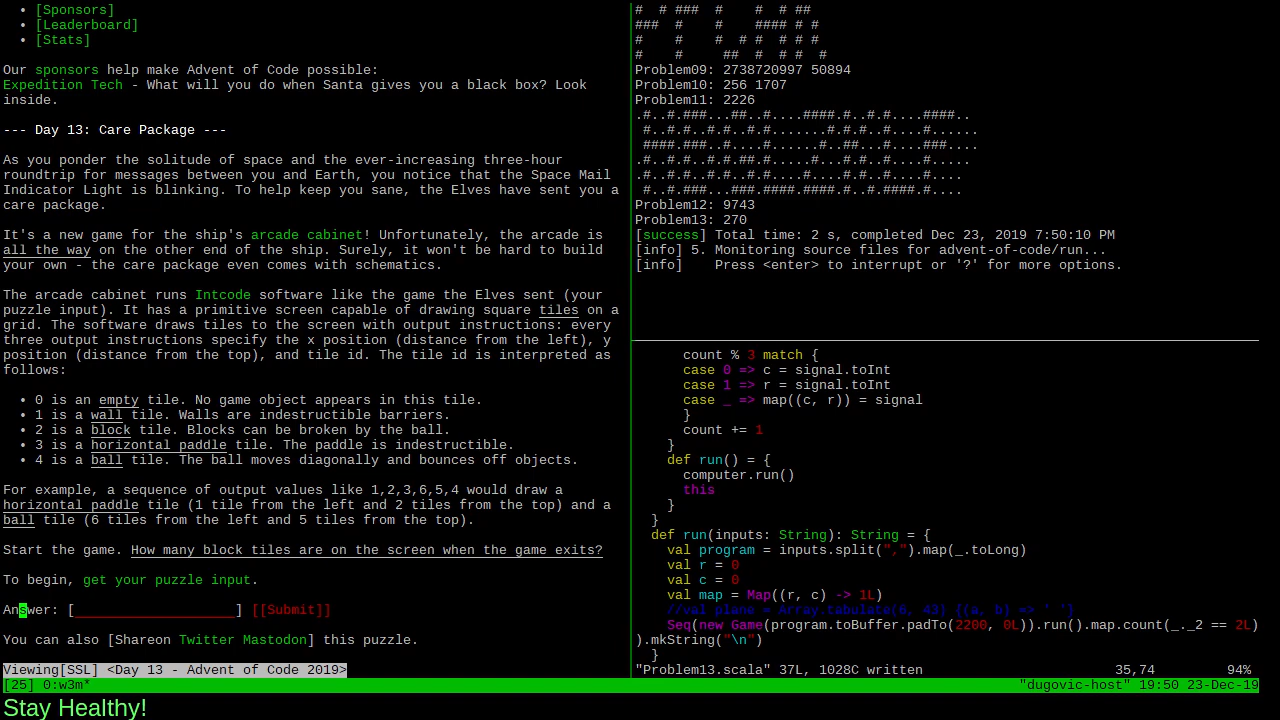 • [Sponsors]
• [Leaderboard]
• [Stats]
Our sponsors help make Advent of Code possible:
Expedition Tech - What will you do when Santa gives you a black box? Look
inside.
--- Day 13: Care Package ---
As you ponder the solitude of space and the ever-increasing three-hour
roundtrip for messages between you and Earth, you notice that the Space Mail
Indicator Light is blinking. To help keep you sane, the Elves have sent you a
care package.
It's a new game for the ship's arcade cabinet! Unfortunately, the arcade is
all the way on the other end of the ship. Surely, it won't be hard to build
your own - the care package even comes with schematics.
The arcade cabinet runs Intcode software like the game the Elves sent (your
puzzle input). It has a primitive screen capable of drawing square tiles on a
grid. The software draws tiles to the screen with output instructions: every
three output instructions specify the x position (distance from the left), y
position (distance from the top), and tile id. The tile id is interpreted as
follows:
• 0 is an empty tile. No game object appears in this tile.
• 1 is a wall tile. Walls are indestructible barriers.
• 2 is a block tile. Blocks can be broken by the ball.
• 3 is a horizontal paddle tile. The paddle is indestructible.
• 4 is a ball tile. The ball moves diagonally and bounces off objects.
For example, a sequence of output values like 1,2,3,6,5,4 would draw a
horizontal paddle tile (1 tile from the left and 2 tiles from the top) and a
ball tile (6 tiles from the left and 5 tiles from the top).
Start the game. How many block tiles are on the screen when the game exits?
To begin, get your puzzle input.
Answer: [____________________] [[Submit]]
You can also [Shareon Twitter Mastodon] this puzzle.
Viewing[SSL] <Day 13 - Advent of Code 2019>
#  # ###  #    #  # ##
###  #    #    #### # #
#    #    #  # #  # # #
#    #     ##  #  # #  #
Problem09: 2738720997 50894
Problem10: 256 1707
Problem11: 2226
.#..#.###...##..#....####.#..#.#....####..
 #..#.#..#.#..#.#.......#.#.#..#....#......
 ####.###..#....#......#..##...#....###....
.#..#.#..#.#.##.#.....#...#.#..#....#.....
.#..#.#..#.#..#.#....#....#.#..#....#....
 #..#.###...###.####.####.#..#.####.#....
Problem12: 9743
Problem13: 270
[success] Total time: 2 s, completed Dec 23, 2019 7:50:10 PM
[info] 5. Monitoring source files for advent-of-code/run...
[info]    Press <enter> to interrupt or '?' for more options.
      count % 3 match {
      case 0 => c = signal.toInt
      case 1 => r = signal.toInt
      case _ => map((c, r)) = signal
      }
      count += 1
    }
    def run() = {
      computer.run()
      this
    }
  }
  def run(inputs: String): String = {
    val program = inputs.split(",").map(_.toLong)
    val r = 0
    val c = 0
    val map = Map((r, c) -> 1L)
    //val plane = Array.tabulate(6, 43) {(a, b) => ' '}
    Seq(new Game(program.toBuffer.padTo(2200, 0L)).run().map.count(_._2 == 2L)
).mkString("\n")
  }
"Problem13.scala" 37L, 1028C written 35,74 94%
[25] 0:w3m* "dugovic-host" 19:50 23-Dec-19
Stay Healthy!